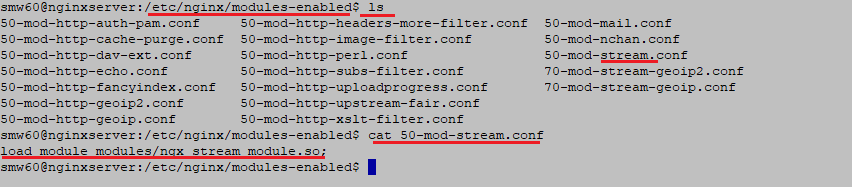 smw60@nginxserver:/etc/nginx/modules-enabled$ ls
50-mod-http-auth-pam.conf 50-mod-http-headers-more-filter.conf 50-mod-mail.conf
50-mod-http-cache-purge.conf 50-mod-http-image-filter.conf 50-mod-nchan.conf
50-mod-http-dav-ext.conf 50-mod-http-perl.conf 50-mod-stream.conf
50-mod-http-echo.conf 50-mod-http-subs-filter.conf 70-mod-stream-geoip2.conf
50-mod-http-fancyindex.conf 50-mod-http-uploadprogress.conf 70-mod-stream-geoip.conf
50-mod-http-geoip2.conf 50-mod-http-upstream-fair.conf
50-mod-http-geoip.conf 50-mod-http-xslt-filter.conf
smw60@nginxserver:/etc/nginx/modules-enabled$ cat 50-mod-stream.conf
load_module modules/ngx_stream_module.so;
smw60@nginxserver:/etc/nginx/modules-enabled$